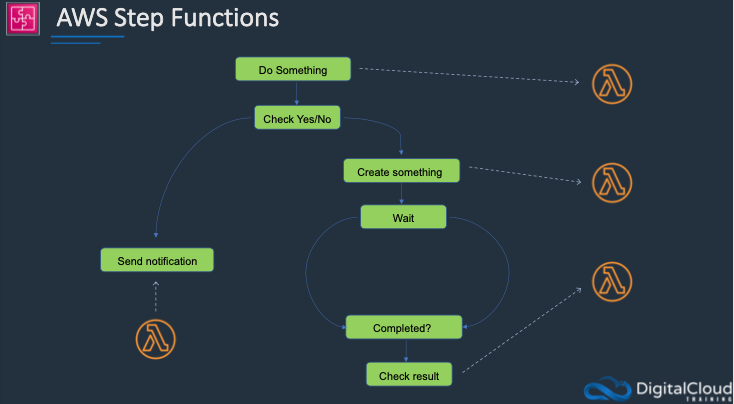 AWS Step Functions
Do Something
Check Yes/No
Create something
Wait
Send notification
Completed?
Check result
DigitalCloud
TRAINING